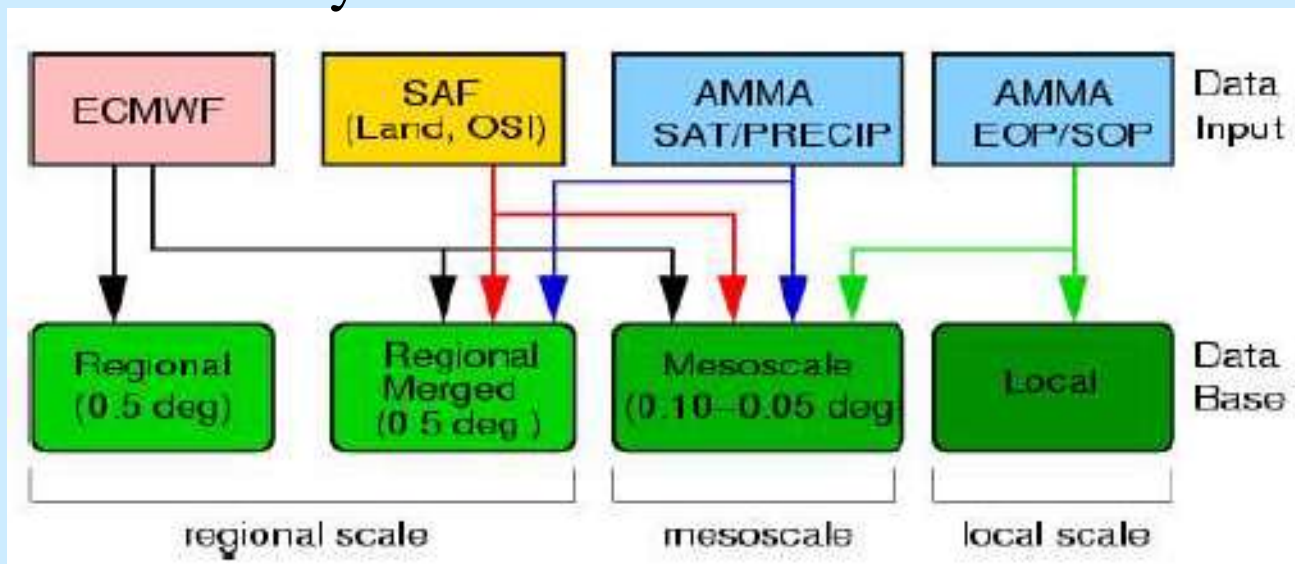 ECMWF
SAF
(Land, OSI)
AMMA
SAT/PRECIP
AMMA
EOP/SOP
Data
Input
Regional
(0.5 deg)
Regional
Merged
(0 5 deg )
Mesoscale
(0.10–0.05 deg
Local
Data
Base
regional scale
mesoscale
local scale